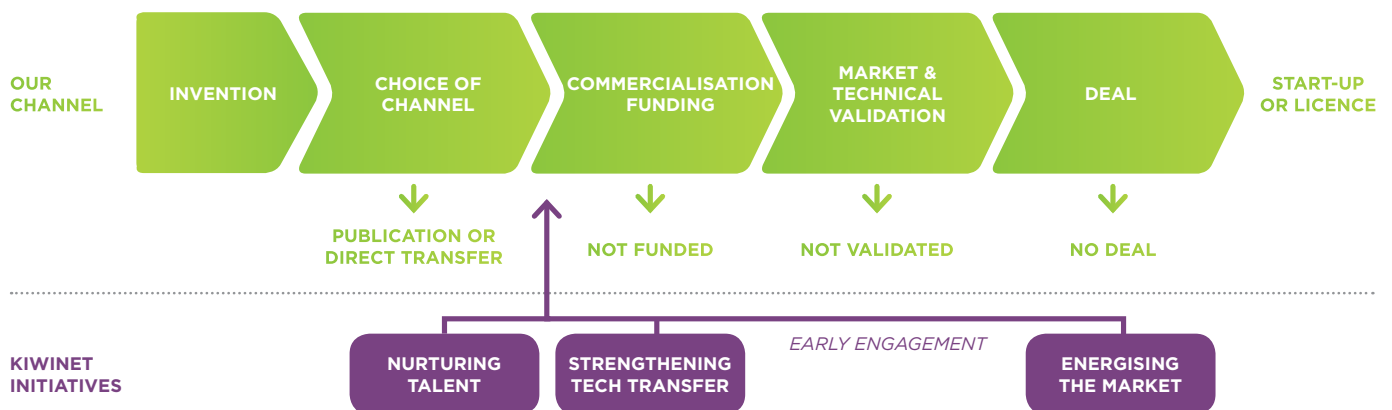 OUR
CHANNEL
INVENTION
CHOICE OF
CHANNEL
COMMERCIALISATION
FUNDING
MARKET &
TECHNICAL
VALIDATION
DEAL
START-UP
OR LICENCE
PUBLICATION OR
DIRECT TRANSFER
NOT FUNDED
NOT VALIDATED
NO DEAL
KIWINET
INITIATIVES
NURTURING
TALENT
STRENGTHENING
TECH TRANSFER
EARLY ENGAGEMENT
ENERGISING
THE MARKET